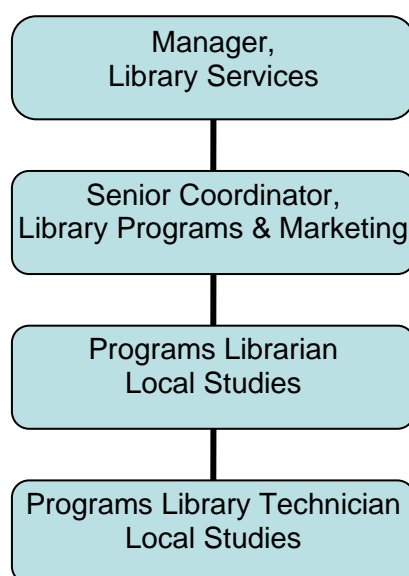 Manager,
Library Services
Senior Coordinator,
Library Programs & Marketing
Programs Librarian
Local Studies
Programs Library Technician
Local Studies